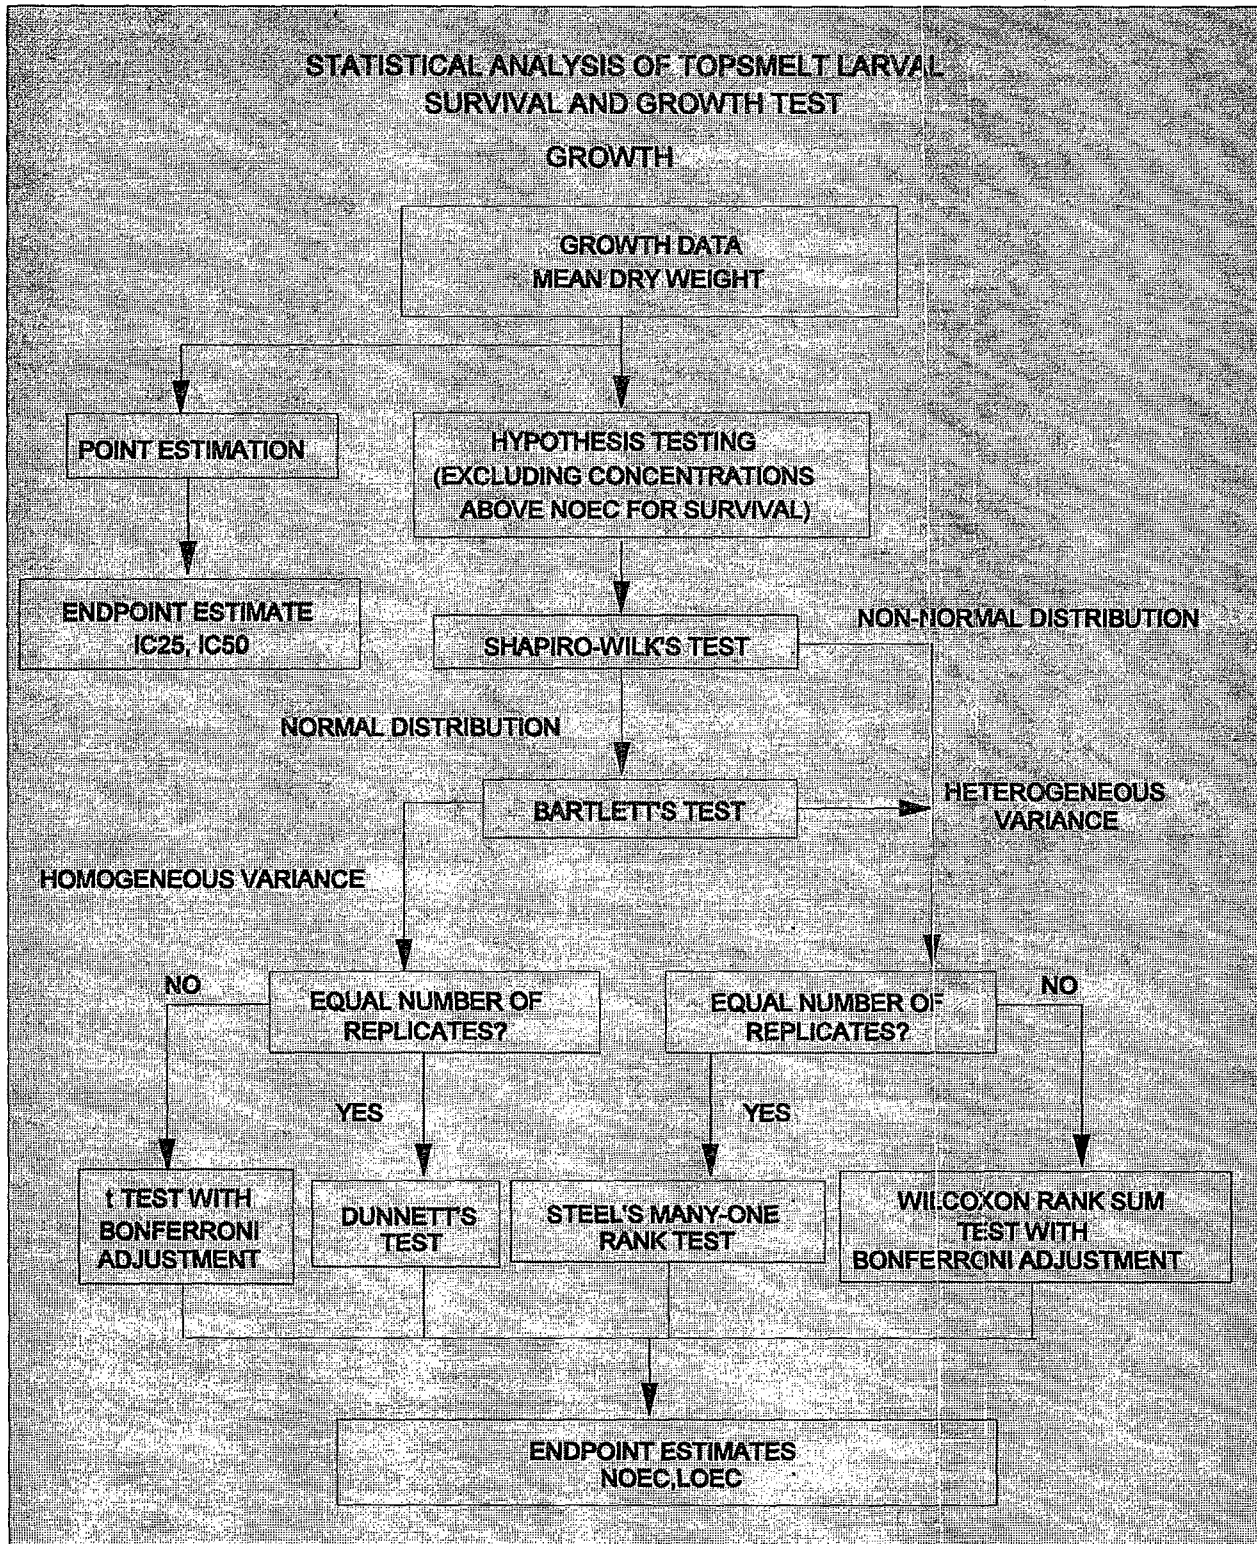 STATISTICAL ANALYSIS OF TOPSMELT LARVAL
SURVIVAL AND GROWTH TEST
GROWTH
GROWTH DATA
MEAN DRY WEIGHT
POINT ESTIMATION
HYPOTHESIS TESTING
(EXCLUDING CONCENTRATIONS
ABOVE NOEC FOR SURVIVAL)
ENDPOINT ESTIMATE
IC25, IC50
SHAPIRO-WILK'S TEST
NON-NORMAL DISTRIBUTION
NORMAL DISTRIBUTION
BARTLETT'S TEST
HETEROGENEOUS
VARIANCE
HOMOGENEOUS VARIANCE
NO
EQUAL NUMBER OF
REPLICATES?
EQUAL NUMBER OF
REPLICATES?
NO
YES
YES
t TEST WITH
BONFERRONI
ADJUSTMENT
DUNNETT'S
TEST
STEEL'S MANY-ONE
RANK TEST
WILCOXON RANK SUM
TEST WITH
BONFERRONI ADJUSTMENT
ENDPOINT ESTIMATES
NOEC,LOEC